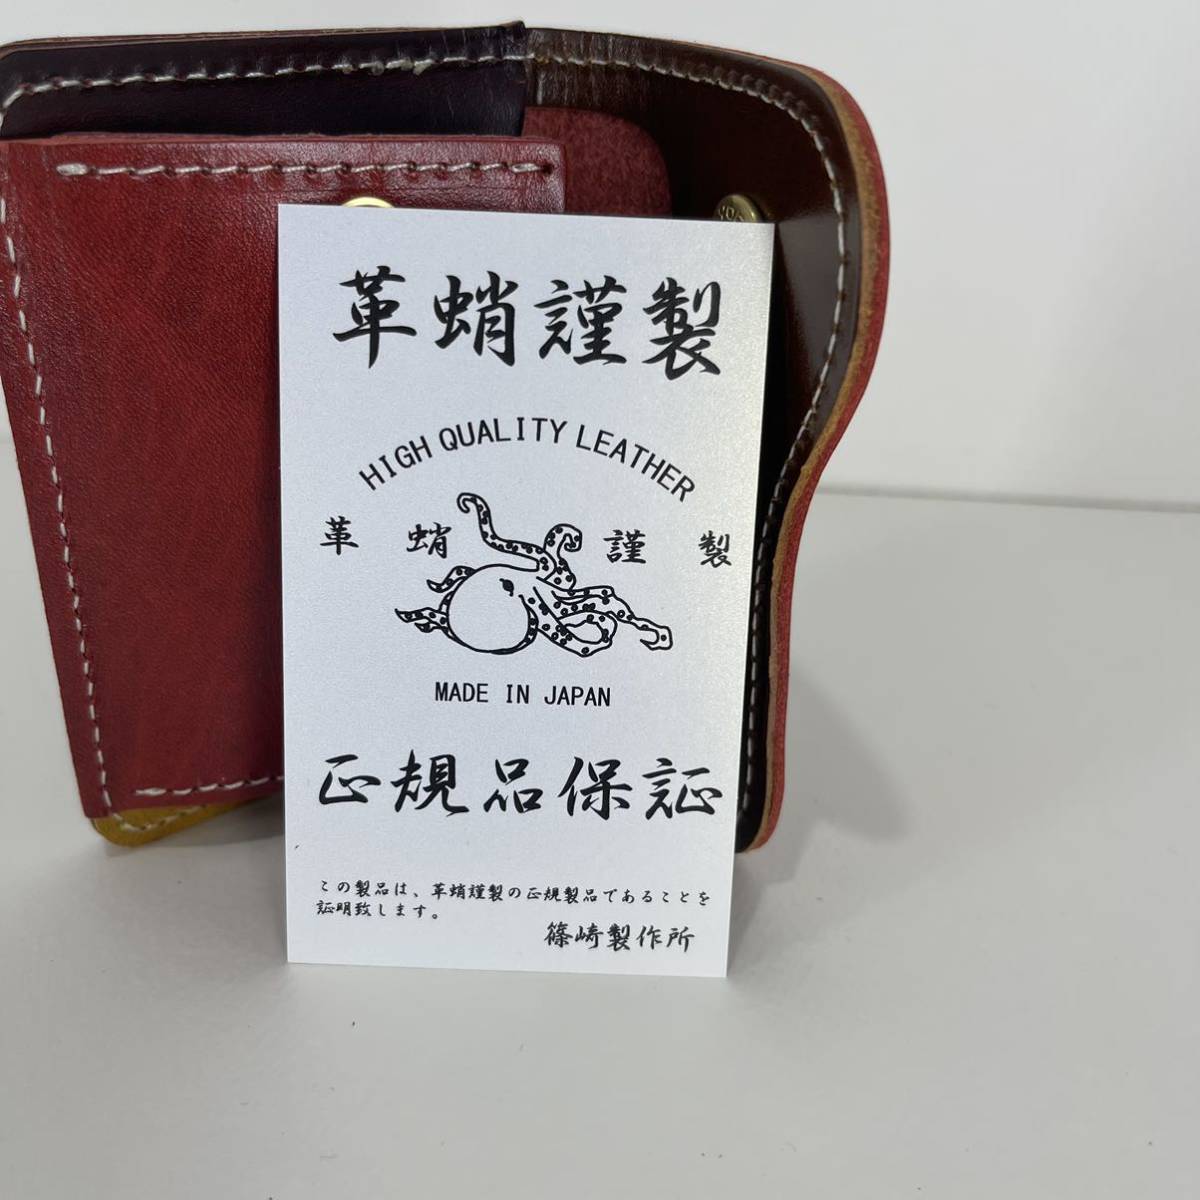 革蛸謹製
HIGH QUALITY LEATHER
革蛸謹製
MADE IN JAPAN
正規品保証
この製品は、革蛸謹製の正規製品であることを
証明致します。
篠崎製作所